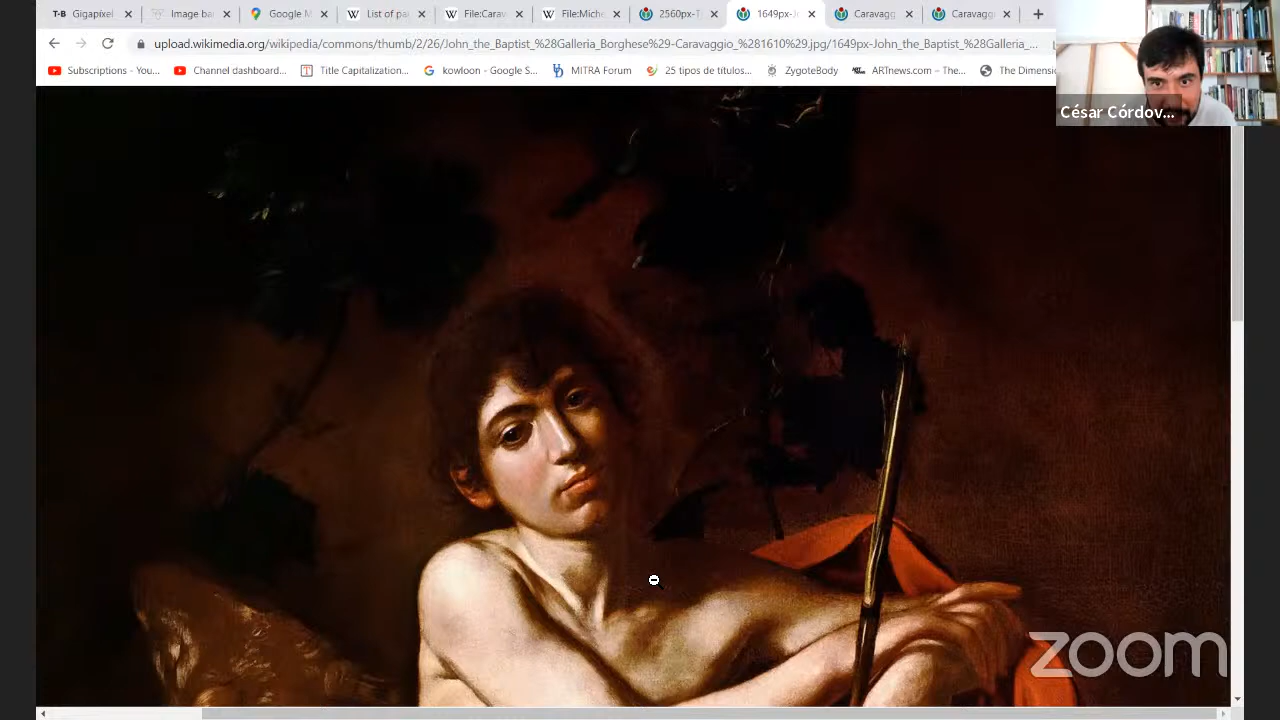 T-B Gigapíxel
Image ba
Google M
List of pa
File:Carav
File:Miche
2560px-T
1649px-J
Caravagg
Caravagg
upload.wikimedia.org/wikipedia/commons/thumb/2/26/John_the_Baptist_%28Galleria_Borghese%29-Caravaggio_%281610%29.jpg/1649px-John_the_Baptist_%28Galleria_...
Subscriptions - You...
Channel dashboard...
Title Capitalization...
kowloon - Google S...
MITRA Forum
25 tipos de títulos...
ZygoteBody
ARTnews.com – The...
The Dimensi
César Córdov...
zoom